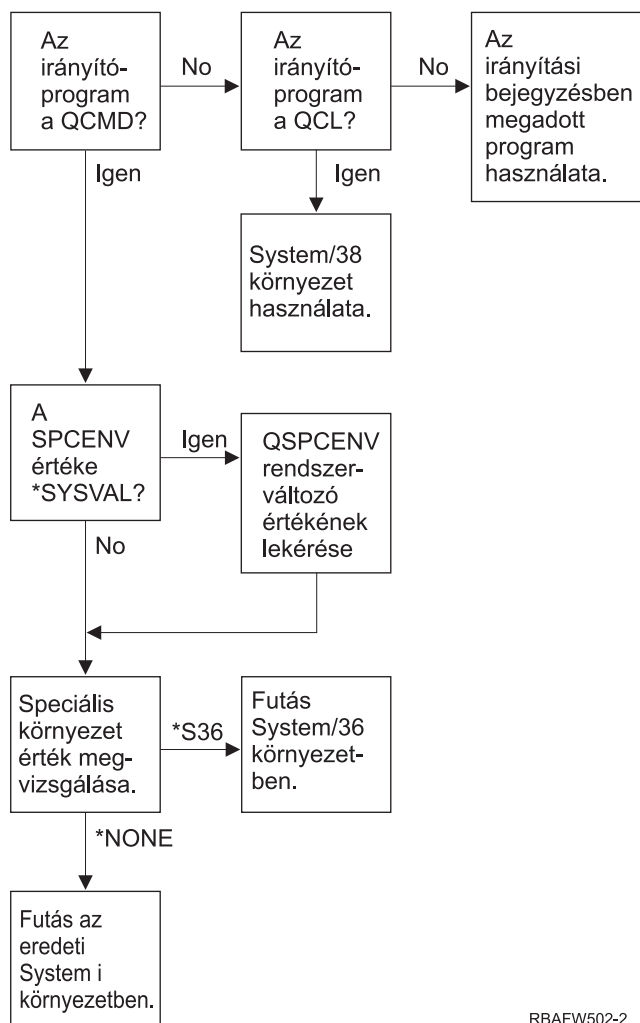 Az
irányító-
program
a QCMD?
No
Az
irányító-
program
a QCL?
No
Az
irányítási
bejegyzésben
megadott
program
használata.
Igen
Igen
System/38
környezet
használata.
A
SPCENV
értéke
*SYSVAL?
Igen
QSPCENV
rendszer-
változó
értékének
lekérése
No
Speciális
környezet
érték meg-
vizsgálása.
*S36
Futás
System/36
környezet-
ben.
*NONE
Futás az
eredeti
System i
környezetben.
RBAFW502-2